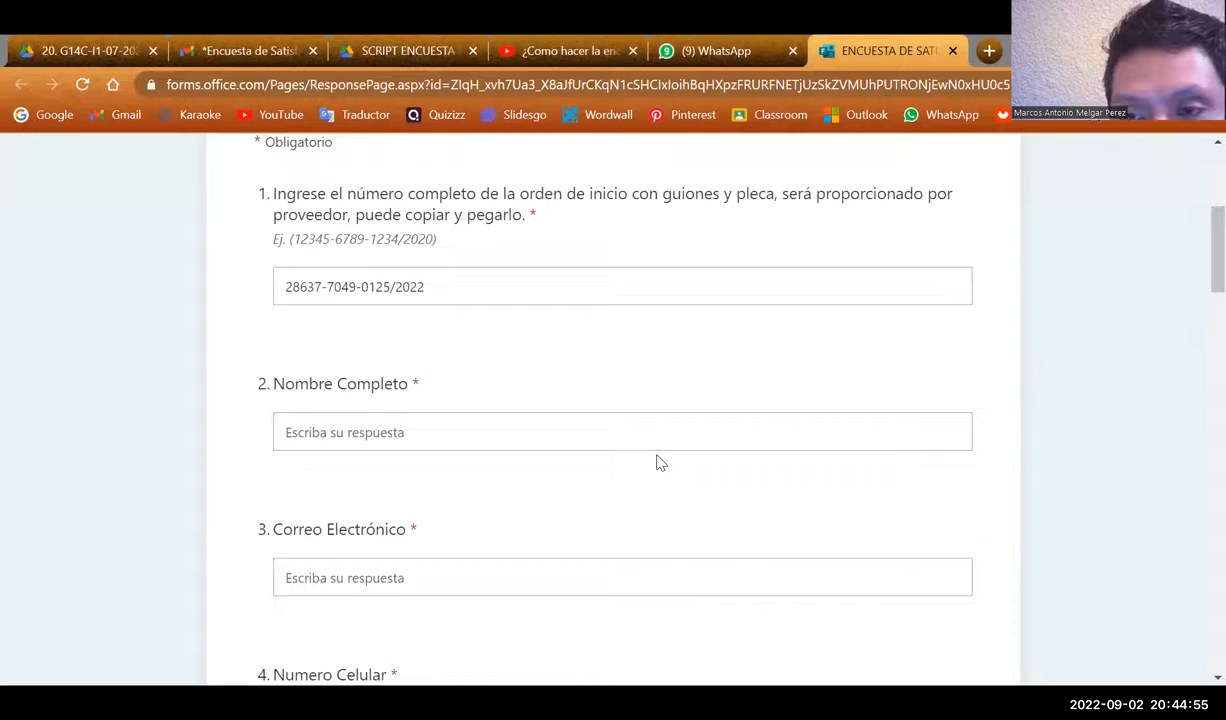 20. G14C-I1-07-202
*Encuesta de Satis
SCRIPT ENCUESTA
¿Como hacer la en
(9) WhatsApp
ENCUESTA DE SAT
forms.office.com/Pages/ResponsePage.aspx?id=ZIqH_xvh7Ua3_X8aJfUrCKqN1cSHCIxIoihBqHXpzFRURFNETjUzSkZVMUhPUTRONjEwN0xHU0c5
Google
Gmail
Karaoke
YouTube
Traductor
Quizizz
Slidesgo
Wordwall
Pinterest
Classroom
Outlook
WhatsApp
Marcos Antonio Melgar Perez
* Obligatorio
1. Ingrese el número completo de la orden de inicio con guiones y pleca, será proporcionado por
proveedor, puede copiar y pegarlo. *
Ej. (12345-6789-1234/2020)
28637-7049-0125/2022
2. Nombre Completo *
Escriba su respuesta
3. Correo Electrónico *
Escriba su respuesta
4. Numero Celular *
2022-09-02 20:44:55